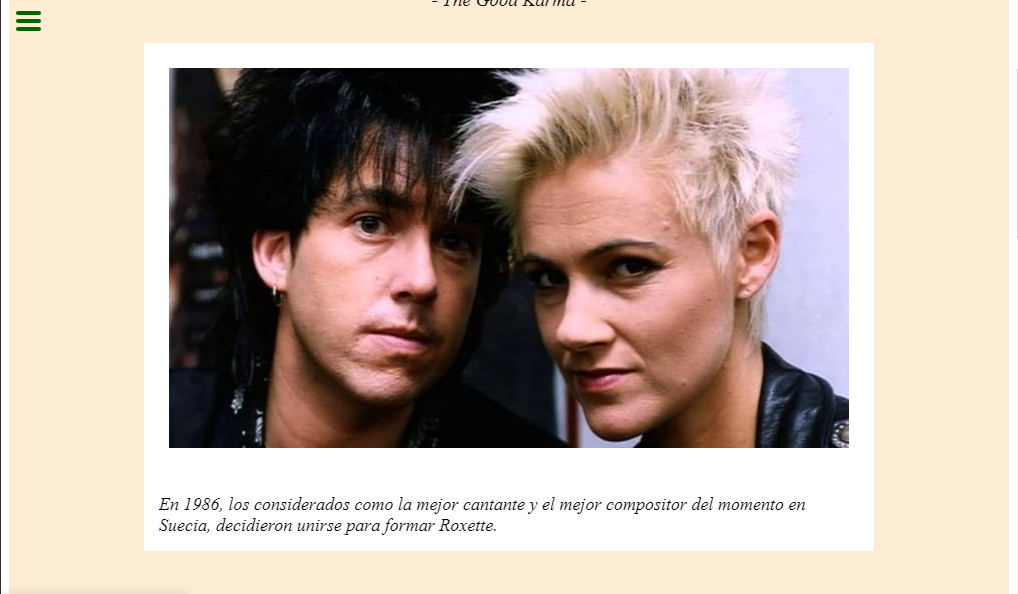 - The Good Karma -
En 1986, los considerados como la mejor cantante y el mejor compositor del momento en
Suecia, decidieron unirse para formar Roxette.